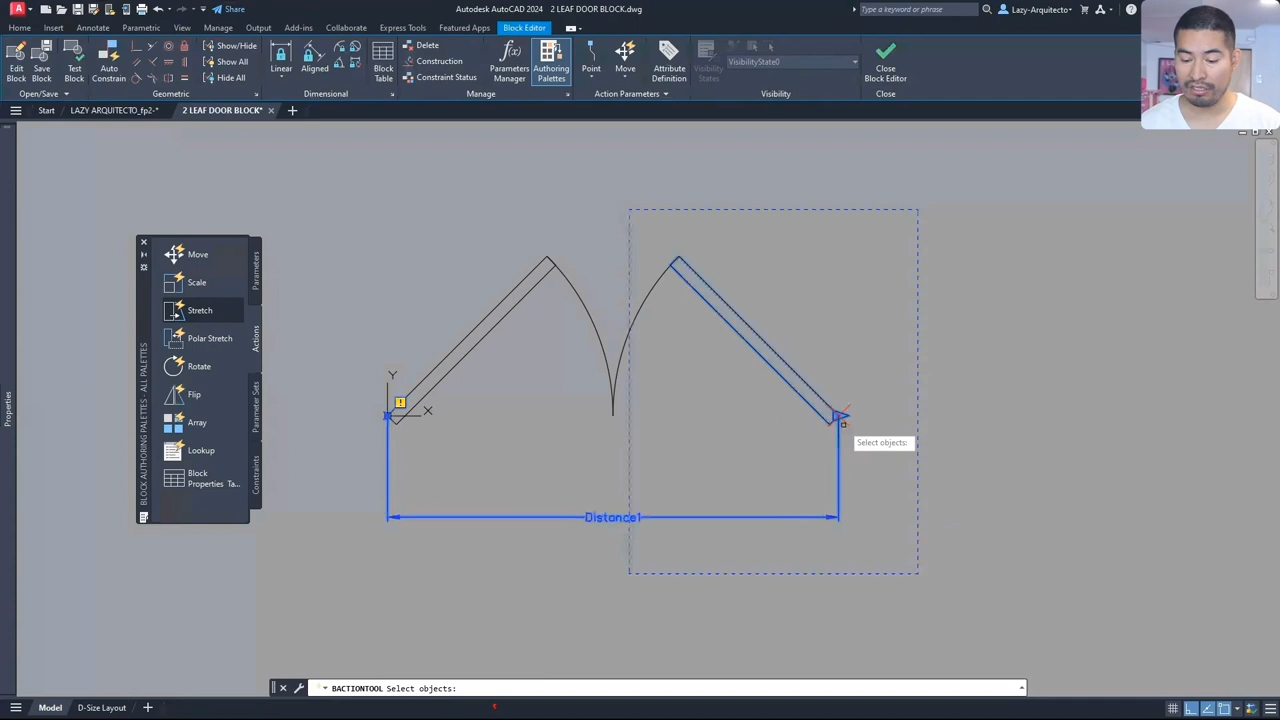 Share
Autodesk AutoCAD 2024 2 LEAF DOOR BLOCK.dwg
Type a keyword or phrase
Lazy-Arquitecto
Home Insert Annotate Parametric View Manage Output Add-ins Collaborate Express Tools Featured Apps Block Editor
Edit Block
Save Block
Test Block
Auto Constrain
Show/Hide
Show All
Hide All
Linear
Aligned
Delete
Construction
Constraint Status
Block Table
Parameters Manager
Authoring Palettes
Point
Move
Attribute Definition
Visibility States
VisibilityState0
Close Block Editor
Open/Save
Geometric
Dimensional
Manage
Action Parameters
Visibility
Close
Start LAZY ARQUITECTO_fp2-* 2 LEAF DOOR BLOCK*
Move
Scale
Stretch
Polar Stretch
Rotate
Flip
Array
Lookup
Block Properties Ta...
Parameters
Actions
Parameter Sets
Constraints
BLOCK AUTHORING PALETTES - ALL PALETTES
Properties
Y
X
!
Select objects:
Distance1
BACTIONTOOL Select objects:
Model D-Size Layout